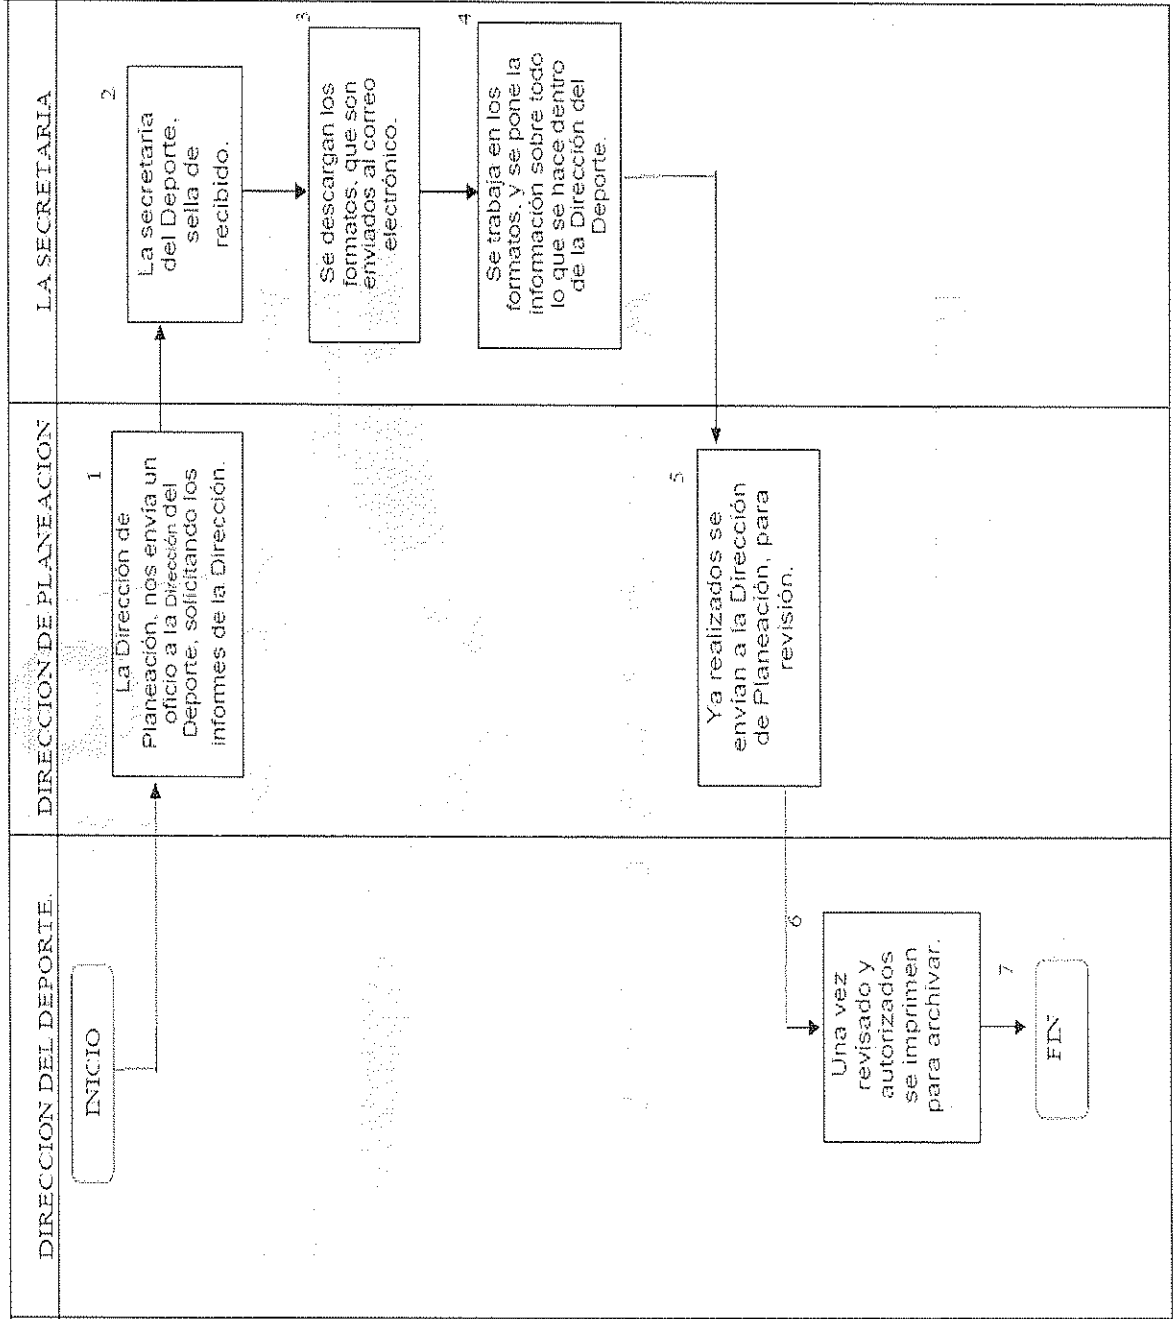 DIRECCION DEL DEPORTE.
DIRECCION DE PLANEACION
LA SECRETARIA
INICIO
1
La Dirección de
Planeación, nos envía un
oficio a la Dirección del
Deporte, solicitando los
informes de la Dirección.
2
La secretaria
del Deporte,
sella de
recibido.
3
Se descargan los
formatos, que son
enviados al correo
electrónico.
4
Se trabaja en los
formatos, y se pone la
información sobre todo
lo que se hace dentro
de la Dirección del
Deporte.
5
Ya realizados se
envían a la Dirección
de Planeación, para
revisión.
6
Una vez
revisado y
autorizados
se imprimen
para archivar.
7
FIN